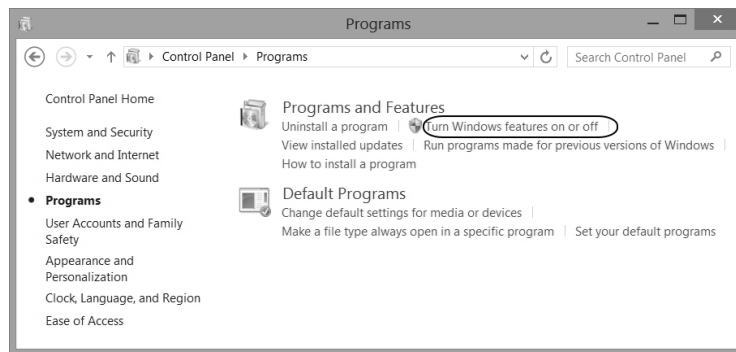 Programs
Control Panel Programs
Search Control Panel
Control Panel Home
System and Security
Network and Internet
Hardware and Sound
Programs
User Accounts and Family
Safety
Appearance and
Personalization
Clock, Language, and Region
Ease of Access
Programs and Features
Uninstall a program Turn Windows features on or off
View installed updates Run programs made for previous versions of Windows
How to install a program
Default Programs
Change default settings for media or devices
Make a file type always open in a specific program Set your default programs